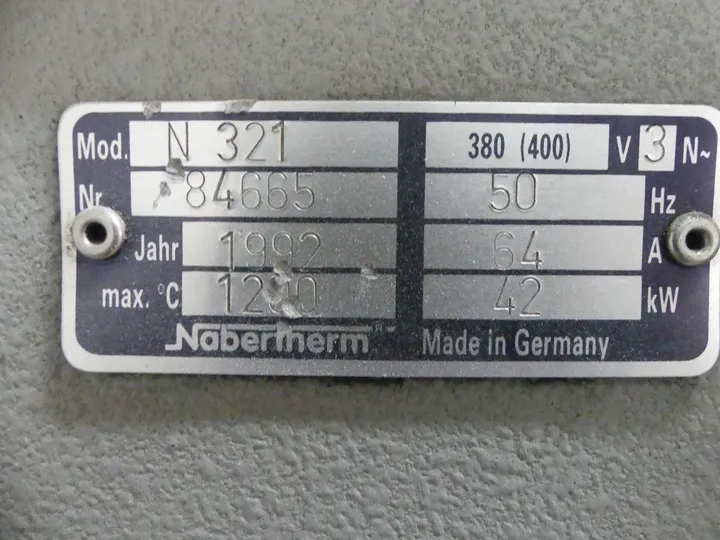 Mod. N 321 380 (400) V 3 N~
Nr. 84665 50 Hz
Jahr 1992 64 A
max. °C 42 kW
Nabertherm® Made in Germany